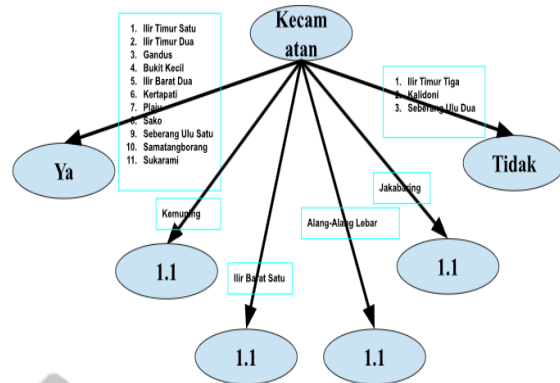 Kecam
atan
1. Ilir Timur Satu
2. Ilir Timur Dua
3. Gandus
4. Bukit Kecil
5. Ilir Barat Dua
6. Kertapati
7. Plaju
8. Sako
9. Seberang Ulu Satu
10. Samatangborang
11. Sukarami
1. Ilir Timur Tiga
2. Kalidoni
3. Seberang Ulu Dua
Ya
Tidak
Kemuning
Jakabaring
Alang-Alang Lebar
Ilir Barat Satu
1.1
1.1
1.1
1.1